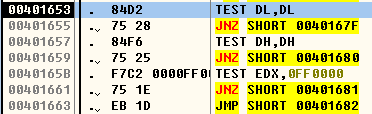 00401653 . 84D2 TEST DL,DL
00401655 .⌄ 75 28 JNZ SHORT 0040167F
00401657 . 84F6 TEST DH,DH
00401659 .⌄ 75 25 JNZ SHORT 00401680
0040165B . F7C2 0000FF0 TEST EDX,0FF0000
00401661 .⌄ 75 1E JNZ SHORT 00401681
00401663 .⌄ EB 1D JMP SHORT 00401682